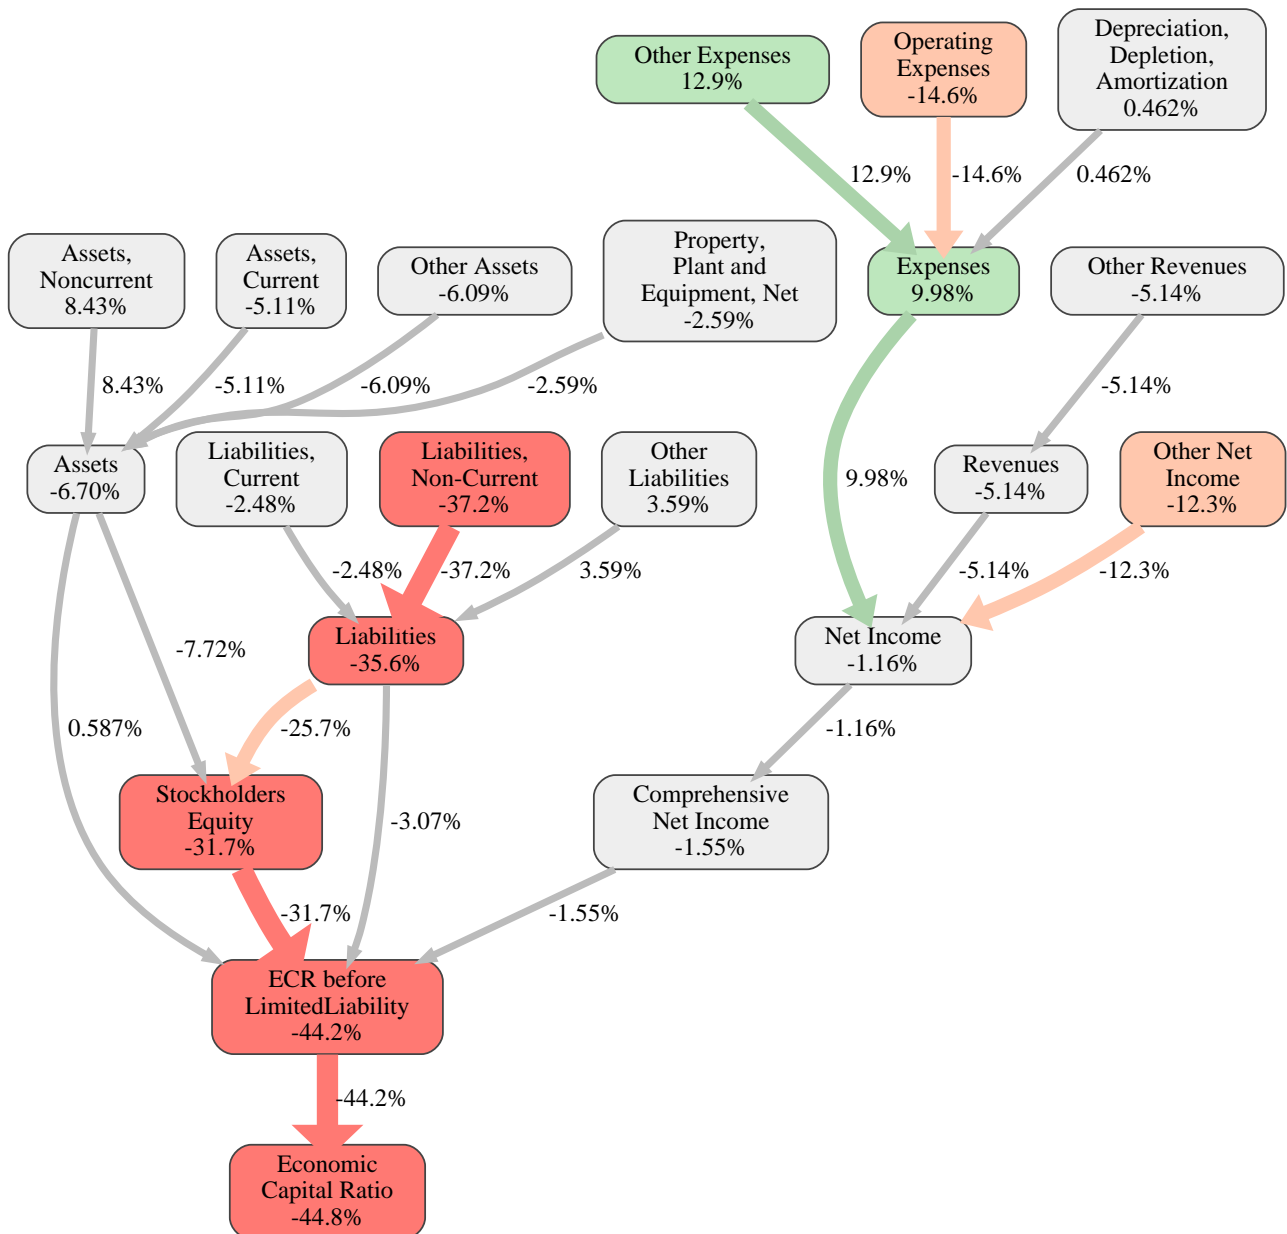 Other Expenses
12.9%
Operating
Expenses
-14.6%
Depreciation,
Depletion,
Amortization
0.462%
12.9%
-14.6%
0.462%
Assets,
Noncurrent
8.43%
Assets,
Current
-5.11%
Other Assets
-6.09%
Property,
Plant and
Equipment, Net
-2.59%
Expenses
9.98%
Other Revenues
-5.14%
8.43%
-5.11%
-6.09%
-2.59%
-5.14%
Assets
-6.70%
Liabilities,
Current
-2.48%
Liabilities,
Non-Current
-37.2%
Other
Liabilities
3.59%
9.98%
Revenues
-5.14%
Other Net
Income
-12.3%
-2.48%
-37.2%
3.59%
-5.14%
-12.3%
Liabilities
-35.6%
Net Income
-1.16%
-7.72%
0.587%
-25.7%
-1.16%
Stockholders
Equity
-31.7%
-3.07%
Comprehensive
Net Income
-1.55%
-31.7%
-1.55%
ECR before
LimitedLiability
-44.2%
-44.2%
Economic
Capital Ratio
-44.8%